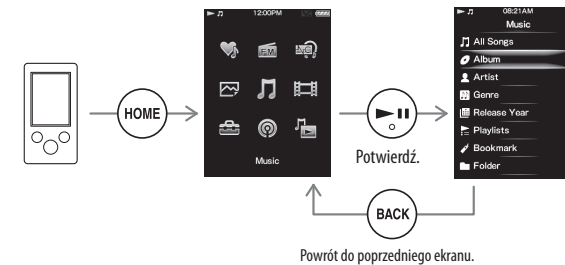 12:00PM
08:21AM
Music
All Songs
Album
Artist
Genre
Release Year
Playlists
Bookmark
Folder
HOME
FM
Music
Potwierdź.
BACK
Powrót do poprzedniego ekranu.